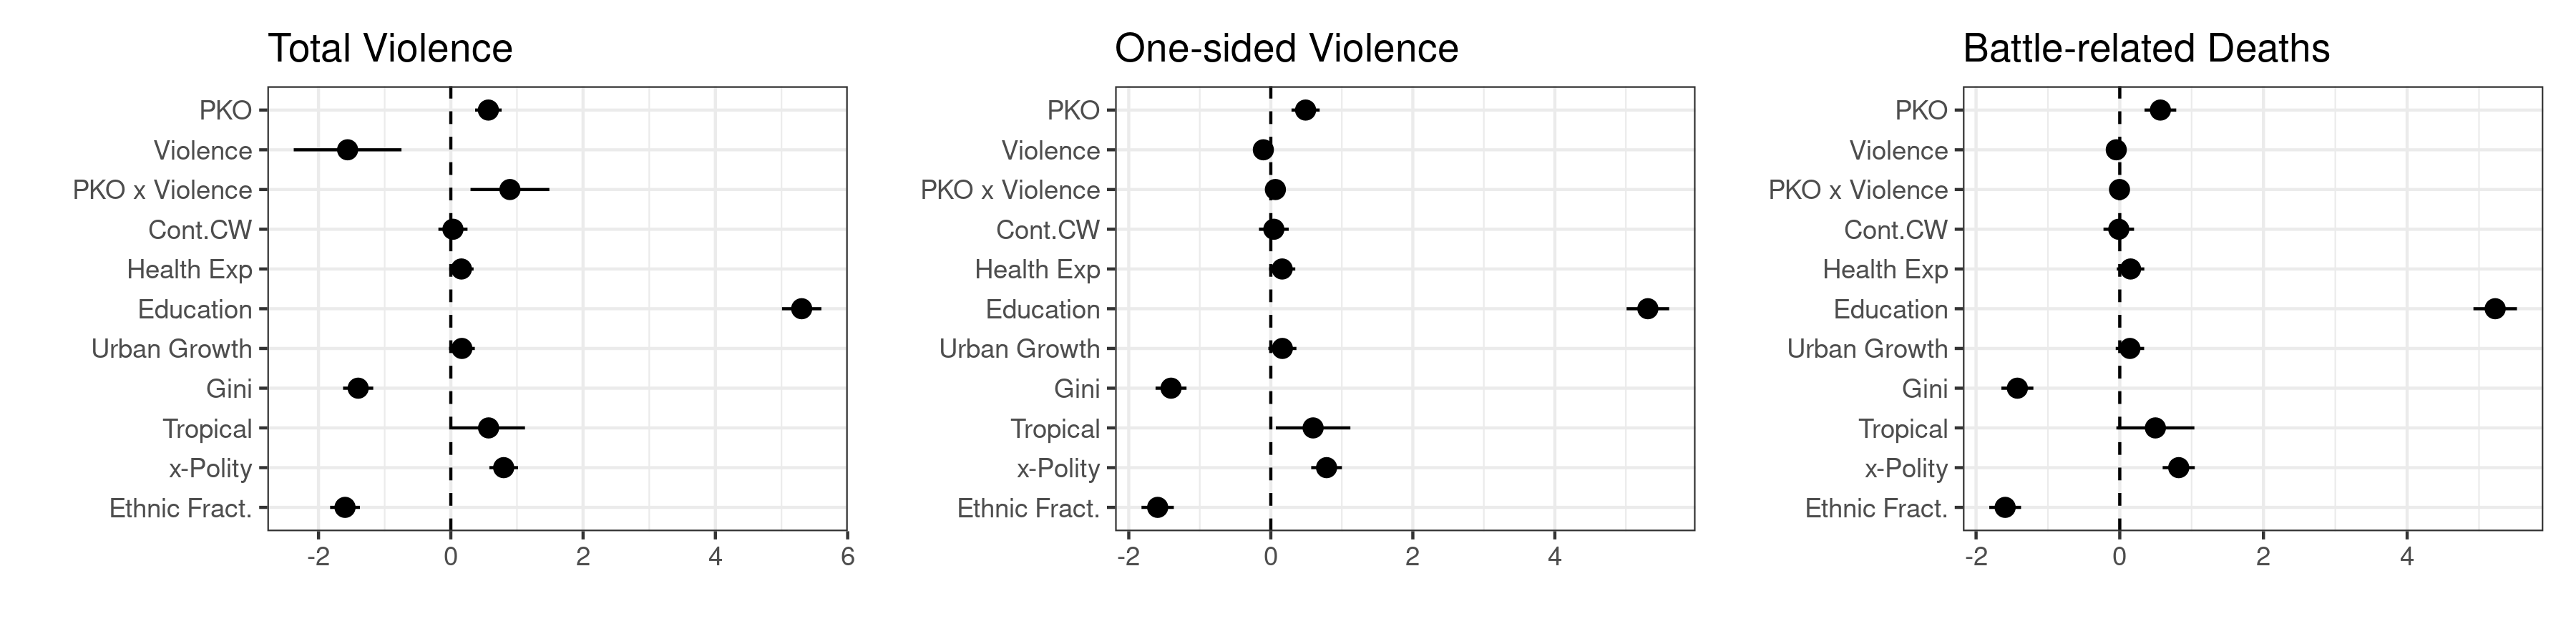 Total Violence
PKO
Violence
PKO x Violence
Cont.CW
Health Exp
Education
Urban Growth
Gini
Tropical
x-Polity
Ethnic Fract.
-2 0 2 4 6
One-sided Violence
PKO
Violence
PKO x Violence
Cont.CW
Health Exp
Education
Urban Growth
Gini
Tropical
x-Polity
Ethnic Fract.
-2 0 2 4
Battle-related Deaths
PKO
Violence
PKO x Violence
Cont.CW
Health Exp
Education
Urban Growth
Gini
Tropical
x-Polity
Ethnic Fract.
-2 0 2 4